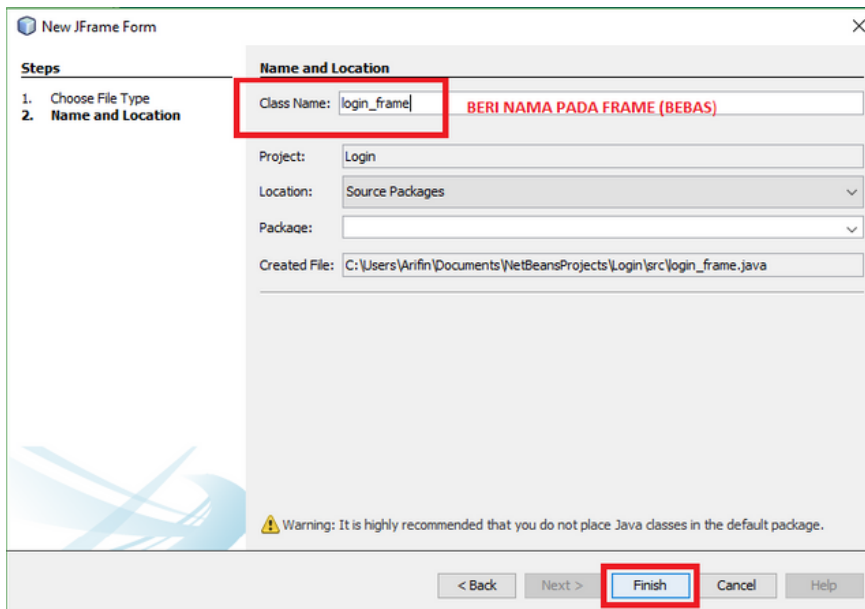 New JFrame Form
Steps
1. Choose File Type
2. Name and Location
Name and Location
Class Name: login_frame BERI NAMA PADA FRAME (BEBAS)
Project: Login
Location: Source Packages
Package:
Created File: C:\Users\Arifin\Documents\NetBeansProjects\Login\src\login_frame.java
Warning: It is highly recommended that you do not place Java classes in the default package.
< Back Next > Finish Cancel Help